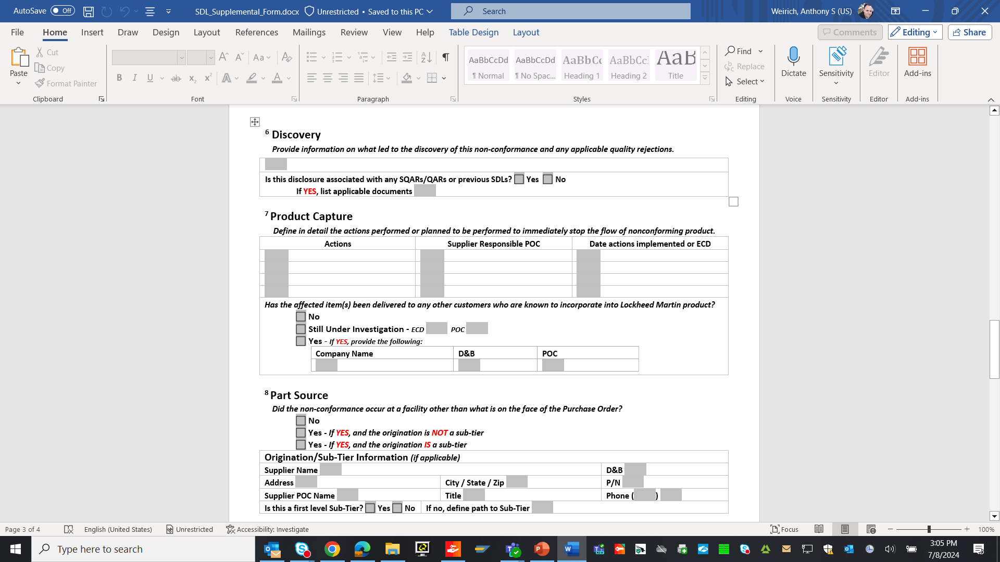 AutoSave Off SDL_Supplemental_Form.docx Unrestricted • Saved to this PC Search Weirich, Anthony S (US)
File Home Insert Draw Design Layout References Mailings Review View Help Table Design Layout Comments Editing Share
Paste Cut Copy Format Painter
Clipboard
Aa
B I U ab x₂ x² A A
Font
Paragraph
AaBbCcDd AaBbCcDd AaBbCc AaBbCc AaB
¶ Normal ¶ No Spac... Heading 1 Heading 2 Title
Styles
Find Replace Select
Editing
Dictate
Voice
Sensitivity
Sensitivity
Editor
Editor
Add-ins
Add-ins
6 Discovery
Provide information on what led to the discovery of this non-conformance and any applicable quality rejections.
Is this disclosure associated with any SQARs/QARs or previous SDLs? Yes No
If YES, list applicable documents
7 Product Capture
Define in detail the actions performed or planned to be performed to immediately stop the flow of nonconforming product.
Actions Supplier Responsible POC Date actions implemented or ECD
Has the affected item(s) been delivered to any other customers who are known to incorporate into Lockheed Martin product?
No
Still Under Investigation - ECD POC
Yes - If YES, provide the following:
Company Name D&B POC
8 Part Source
Did the non-conformance occur at a facility other than what is on the face of the Purchase Order?
No
Yes - If YES, and the origination is NOT a sub-tier
Yes - If YES, and the origination IS a sub-tier
Origination/Sub-Tier Information (if applicable)
Supplier Name D&B
Address City / State / Zip P/N
Supplier POC Name Title Phone ( )
Is this a first level Sub-Tier? Yes No If no, define path to Sub-Tier
Page 3 of 4 English (United States) Unrestricted Accessibility: Investigate Focus 100%
Type here to search
3:05 PM
7/8/2024